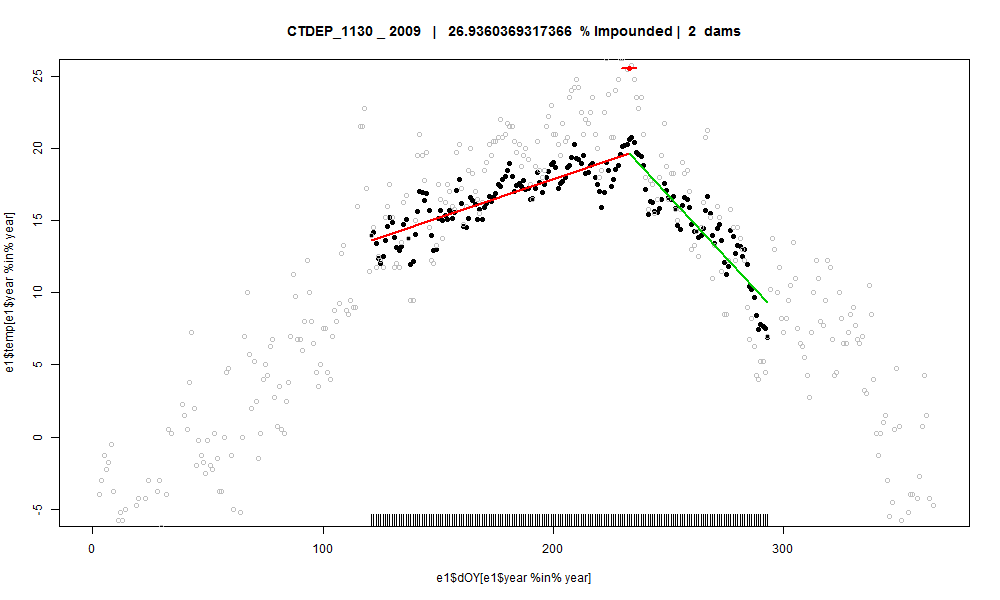 CTDEP_1130 _ 2009 | 26.9360369317366 % Impounded | 2 dams
25
20
15
10
5
0
-5
e1$temp[e1$year %in% year]
0 100 200 300
e1$dOY[e1$year %in% year]